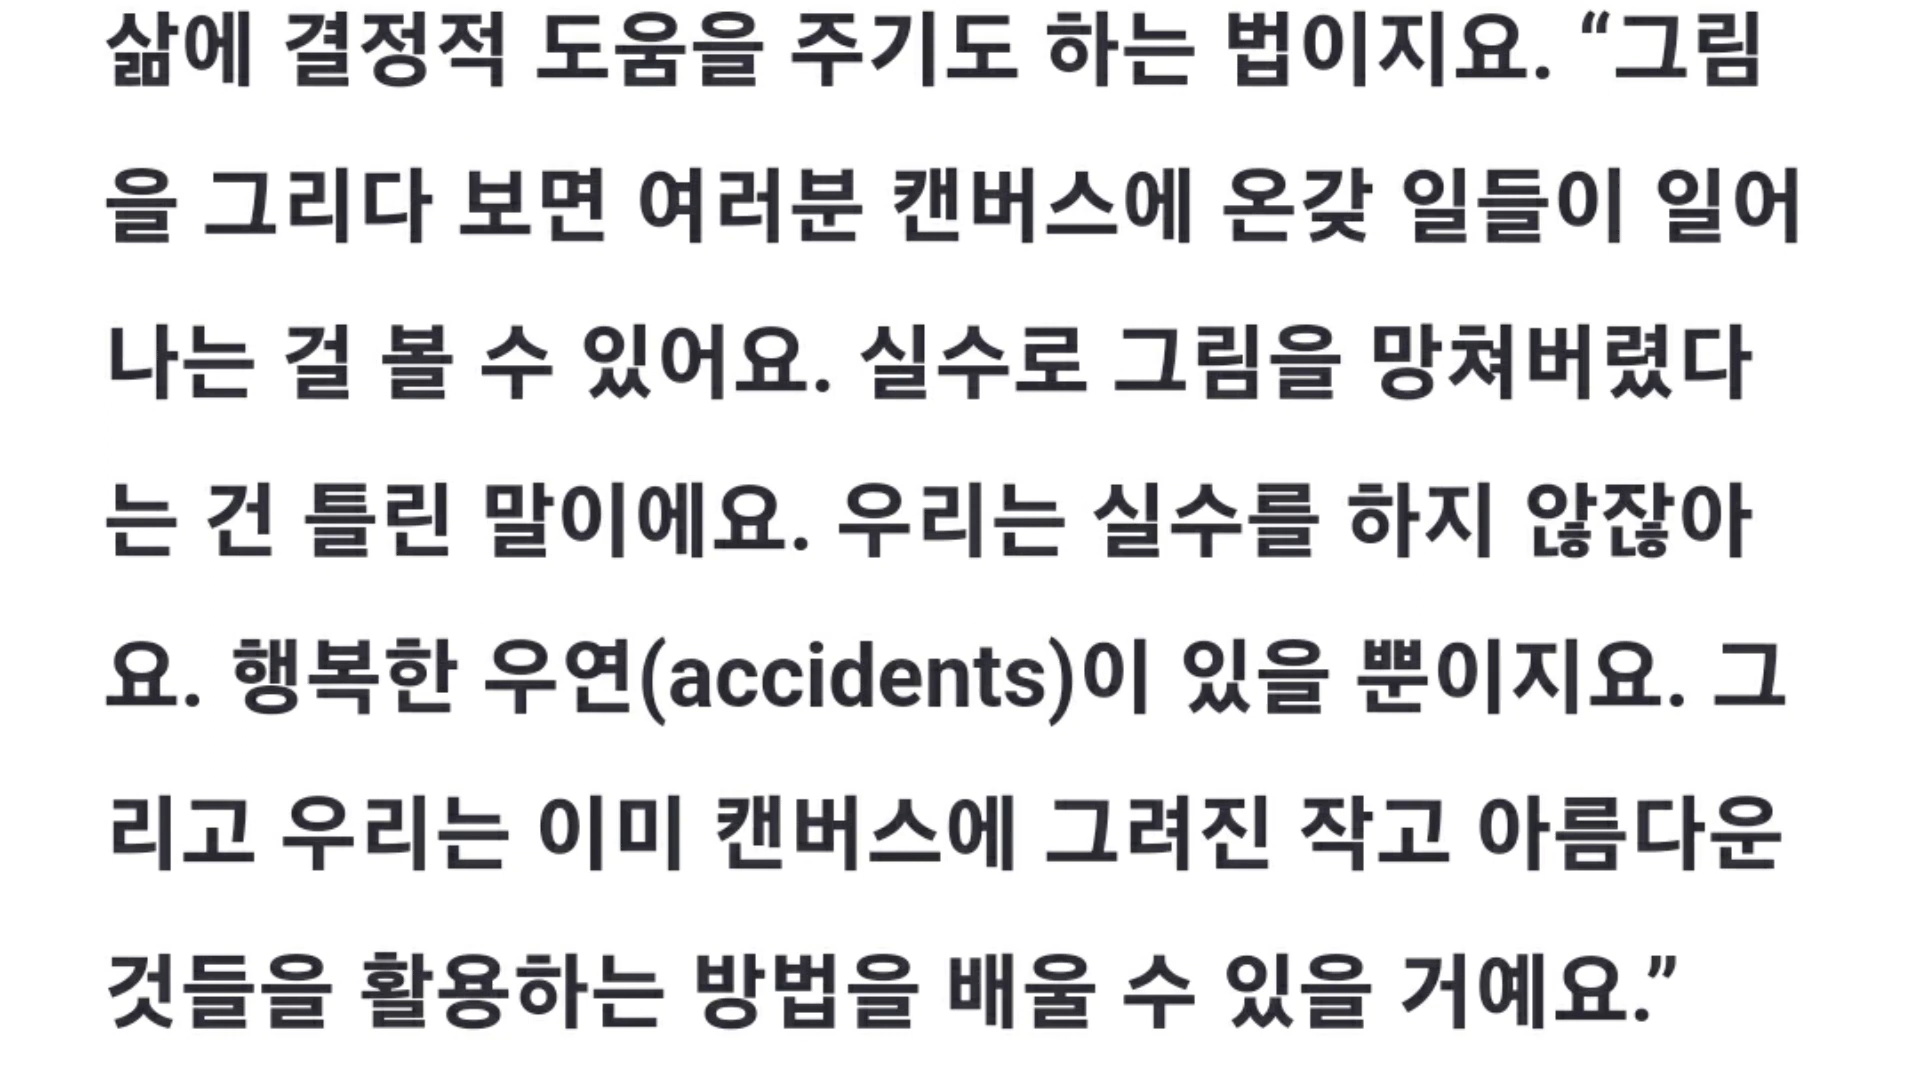 삶에 결정적 도움을 주기도 하는 법이지요. “그림
을 그리다 보면 여러분 캔버스에 온갖 일들이 일어
나는 걸 볼 수 있어요. 실수로 그림을 망쳐버렸다
는 건 틀린 말이에요. 우리는 실수를 하지 않잖아
요. 행복한 우연(accidents)이 있을 뿐이지요. 그
리고 우리는 이미 캔버스에 그려진 작고 아름다운
것들을 활용하는 방법을 배울 수 있을 거예요.”